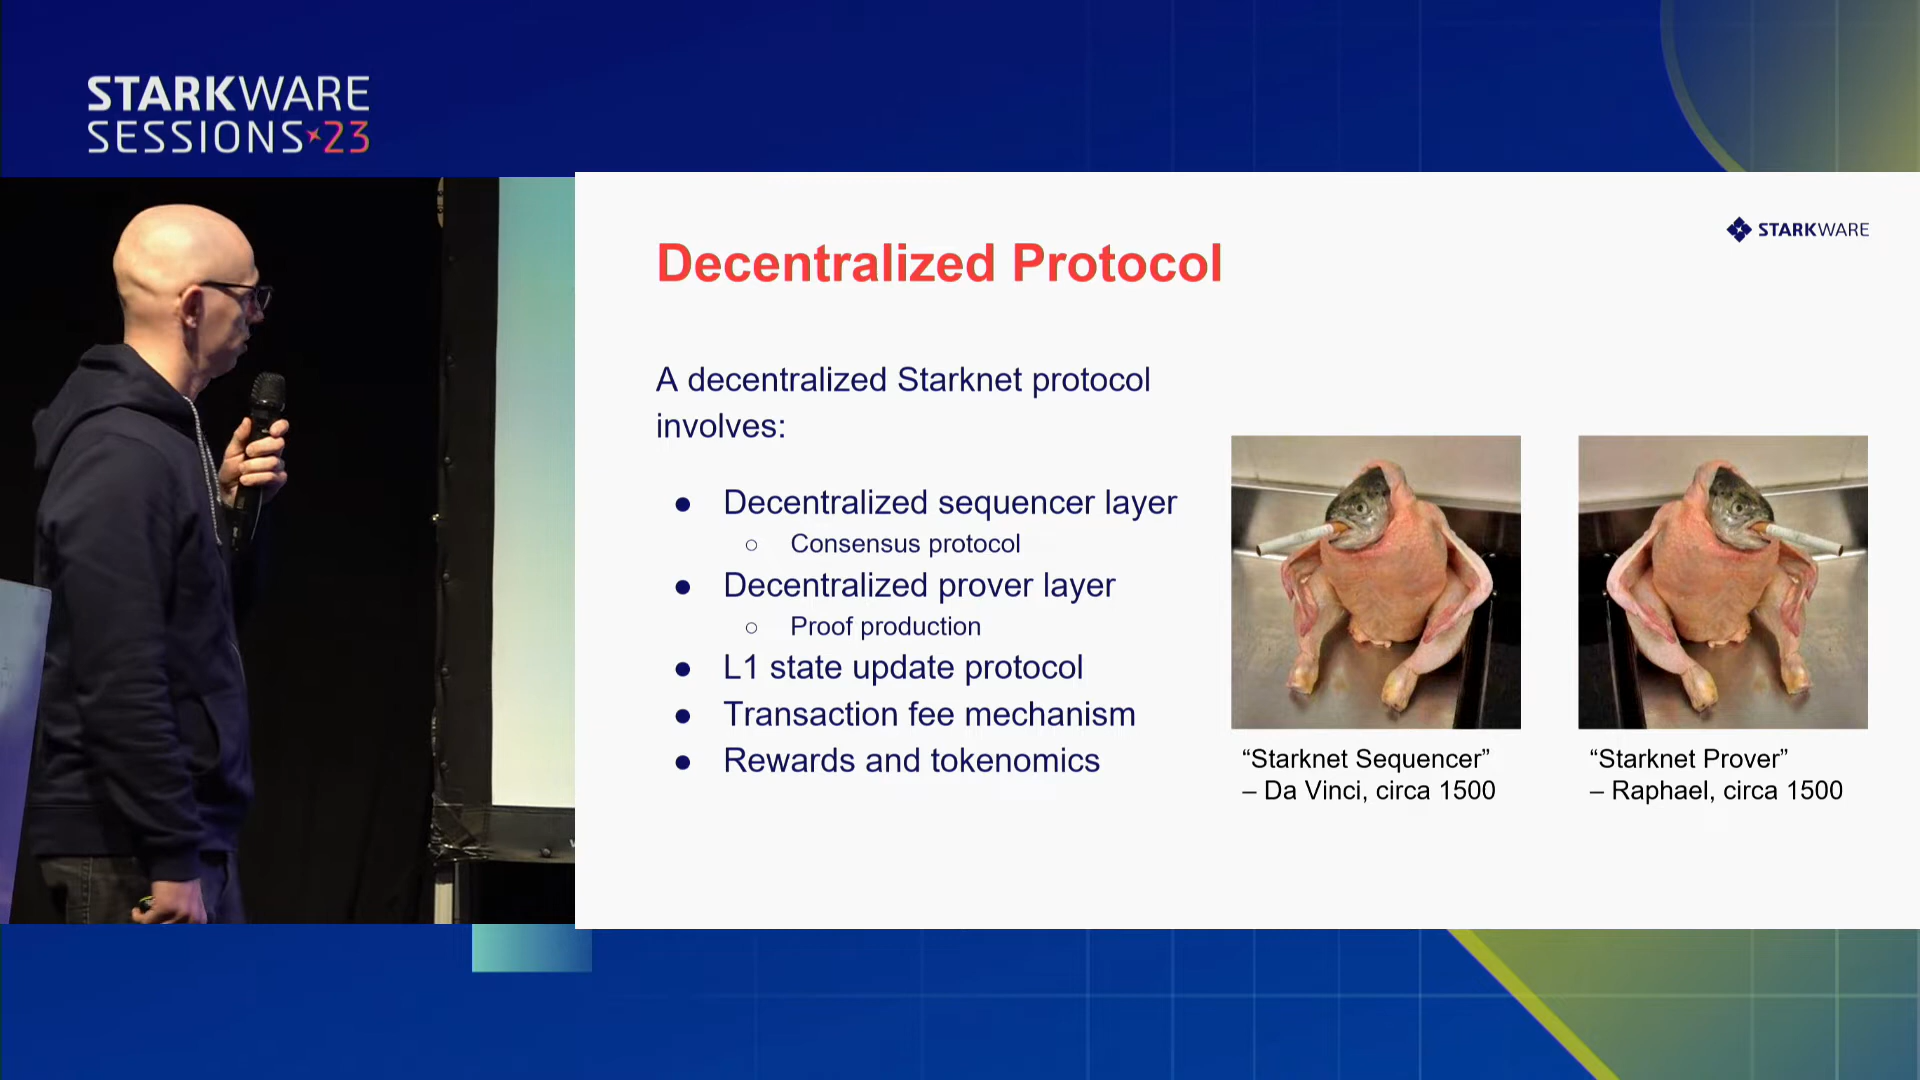 STARKWARE
SESSIONS 23
STARKWARE
Decentralized Protocol
A decentralized Starknet protocol
involves:
● Decentralized sequencer layer
○ Consensus protocol
● Decentralized prover layer
○ Proof production
● L1 state update protocol
● Transaction fee mechanism
● Rewards and tokenomics
“Starknet Sequencer”
– Da Vinci, circa 1500
“Starknet Prover”
– Raphael, circa 1500